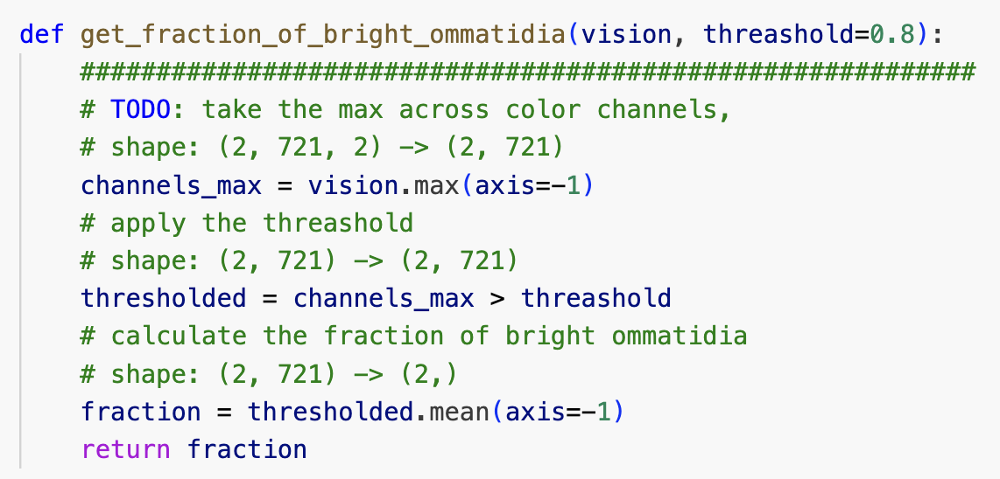 def get_fraction_of_bright_ommatidia(vision, threashold=0.8):
    ###########################################################
    # TODO: take the max across color channels,
    # shape: (2, 721, 2) -> (2, 721)
    channels_max = vision.max(axis=-1)
    # apply the threashold
    # shape: (2, 721) -> (2, 721)
    thresholded = channels_max > threashold
    # calculate the fraction of bright ommatidia
    # shape: (2, 721) -> (2,)
    fraction = thresholded.mean(axis=-1)
    return fraction